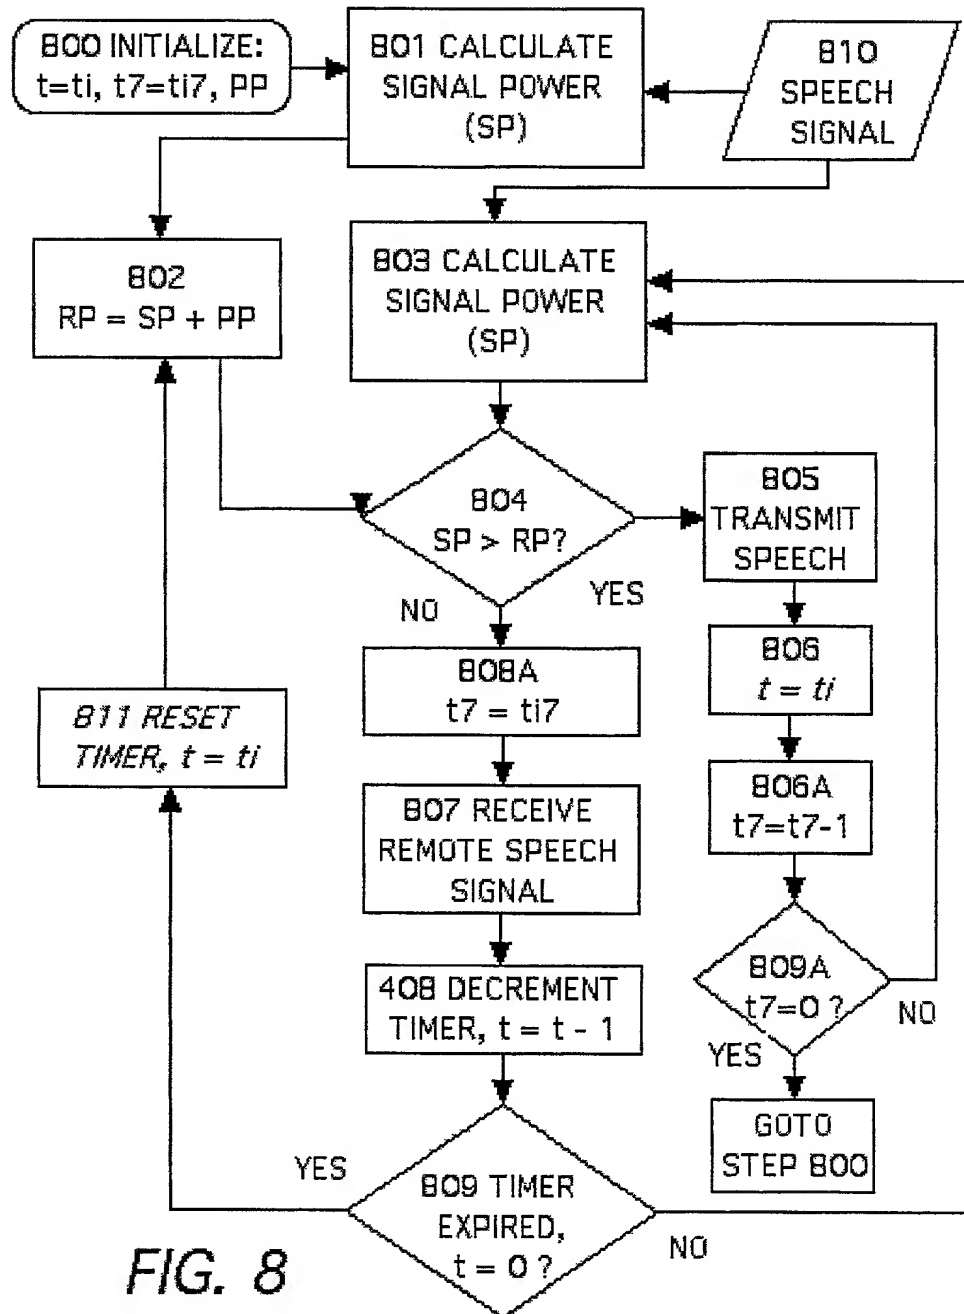 800 INITIALIZE:
t=ti, t7=ti7, PP
801 CALCULATE
SIGNAL POWER
(SP)
810
SPEECH
SIGNAL
802
RP = SP + PP
803 CALCULATE
SIGNAL POWER
(SP)
804
SP > RP?
YES
NO
805
TRANSMIT
SPEECH
808A
t7 = ti7
806
t = ti
811 RESET
TIMER, t = ti
807 RECEIVE
REMOTE SPEECH
SIGNAL
806A
t7=t7-1
408 DECREMENT
TIMER, t = t - 1
809A
t7=0 ?
NO
YES
GOTO
STEP 800
809 TIMER
EXPIRED,
t = 0 ?
YES
NO
FIG. 8